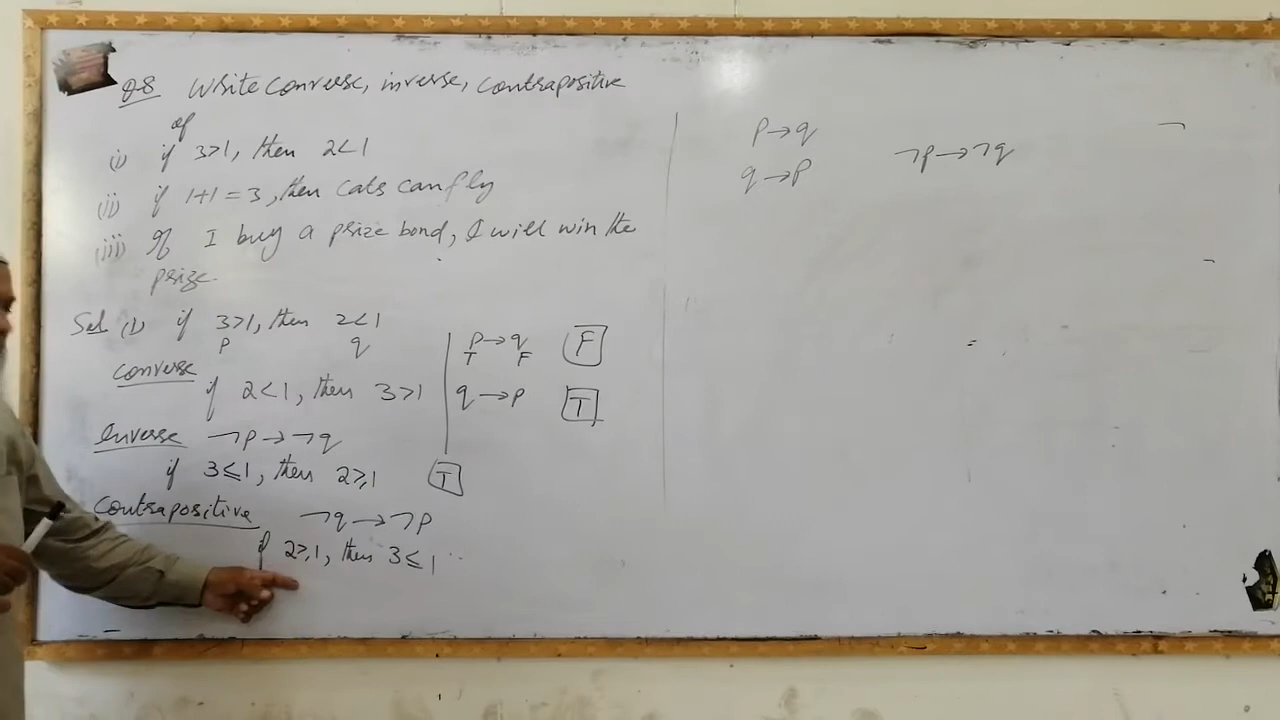 Q8 Write Converse, inverse, contrapositive
of
(i) if 3>1, then 2<1
(ii) if 1+1=3, then Cats can fly
(iii) If I buy a prize bond, I will win the
prize.
Sol (i) if 3>1, then 2<1
p q
p→q F
T F
Converse
if 2<1, then 3>1 q→p T
Inverse ¬p→¬q
if 3≤1, then 2≥1 T
Contrapositive ¬q→¬p
if 2≥1, then 3≤1
p→q
q→p ¬p→¬q
¬